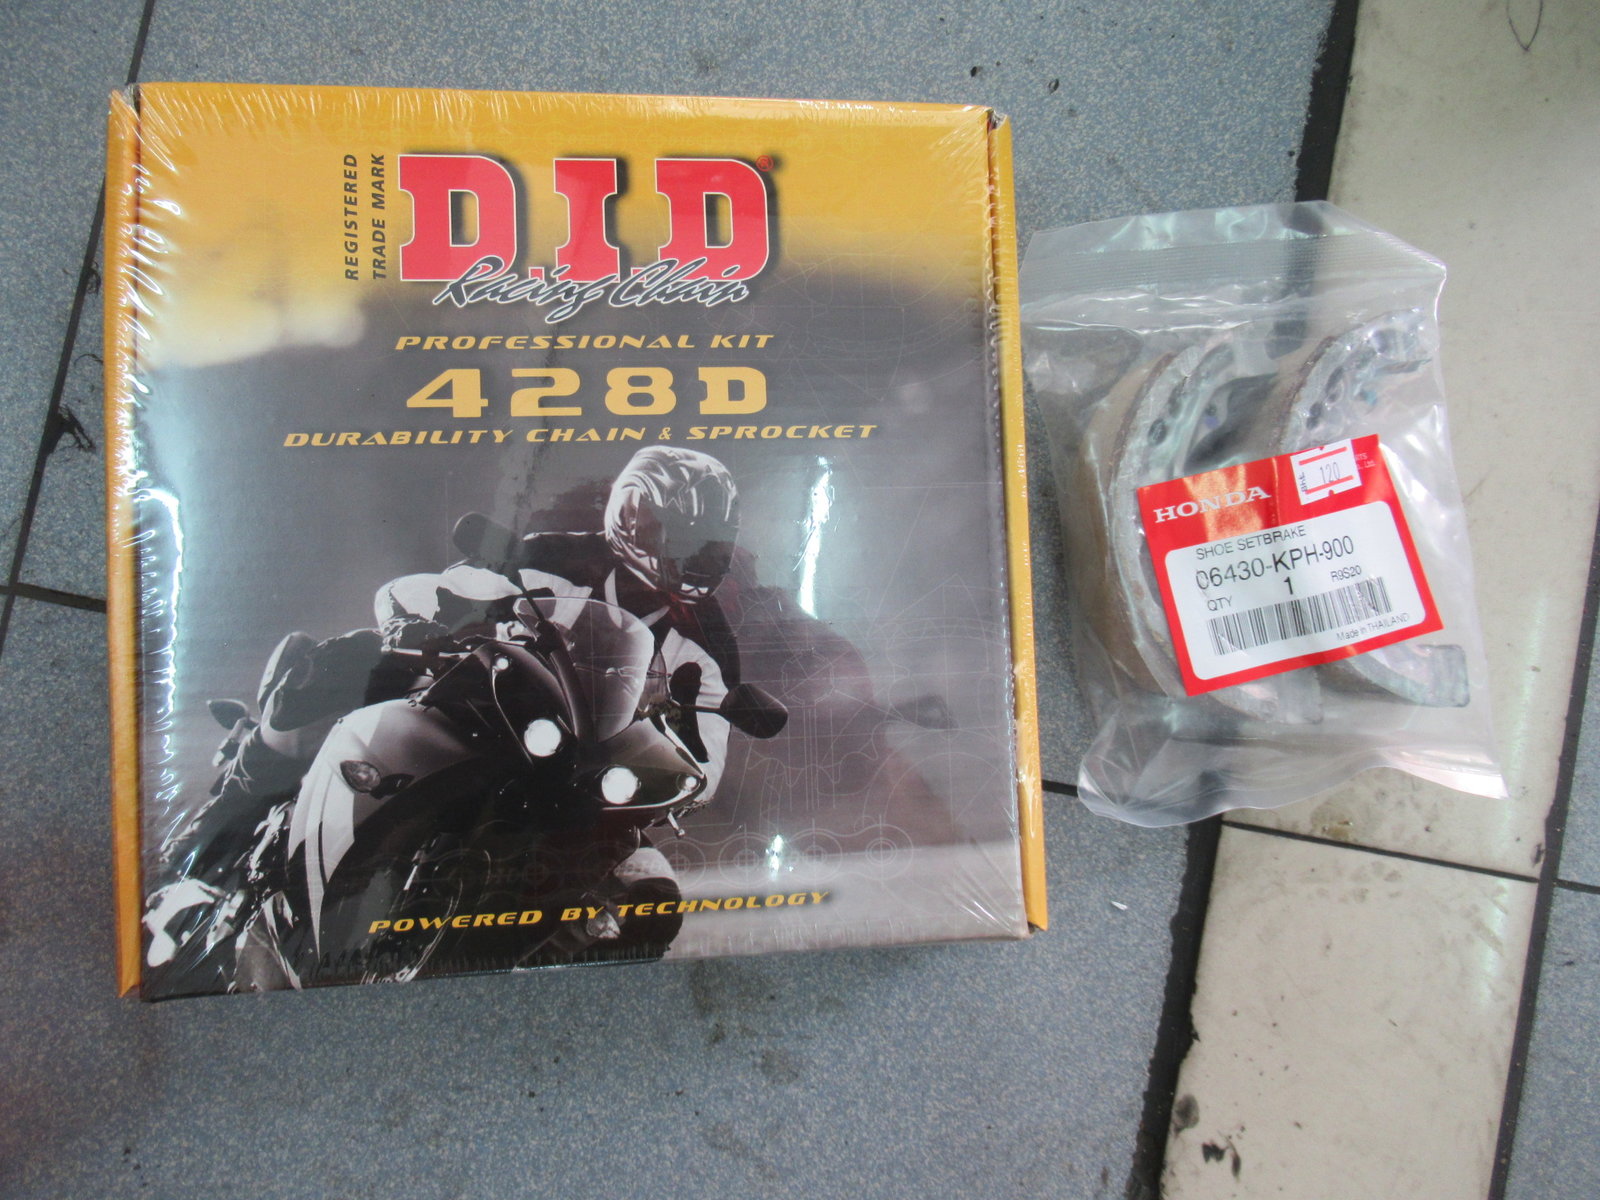 REGISTERED
TRADE MARK
D.I.D®
Racing Chain
PROFESSIONAL KIT
428D
DURABILITY CHAIN & SPROCKET
POWERED BY TECHNOLOGY
HONDA
120
SHOE SETBRAKE
06430-KPH-900
QTY 1 R9S20
Made in THAILAND